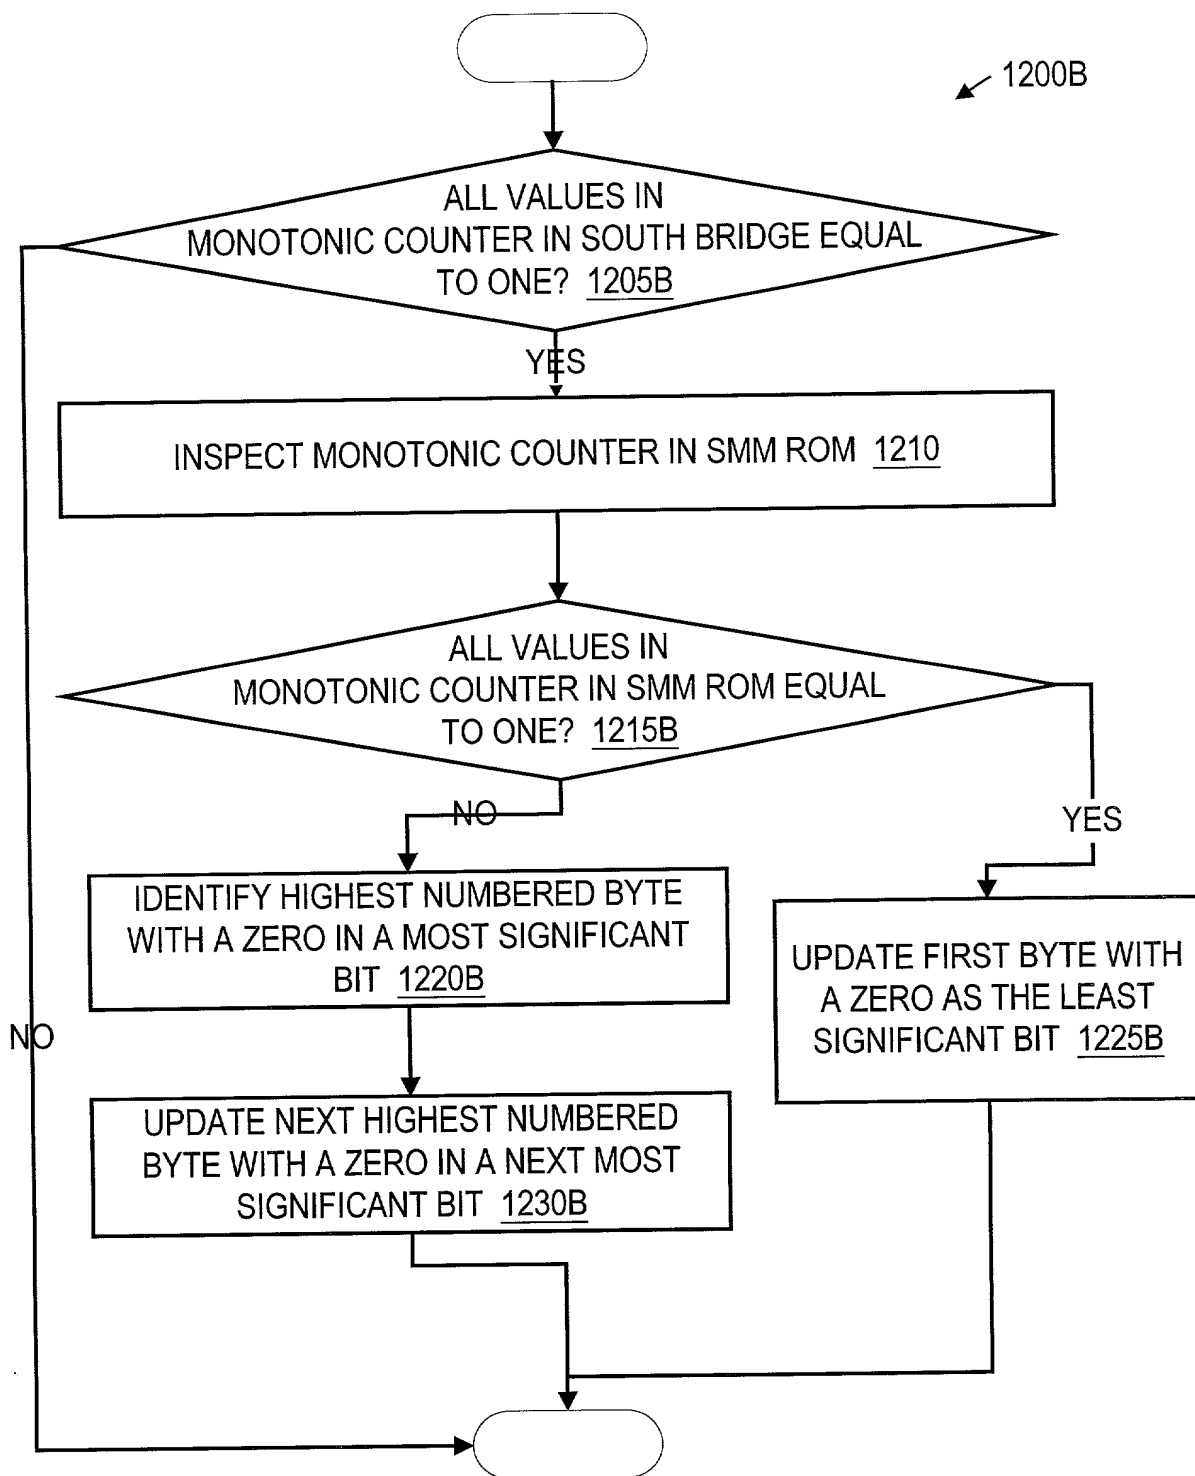 1200B
ALL VALUES IN
MONOTONIC COUNTER IN SOUTH BRIDGE EQUAL
TO ONE? 1205B
YES
INSPECT MONOTONIC COUNTER IN SMM ROM 1210
ALL VALUES IN
MONOTONIC COUNTER IN SMM ROM EQUAL
TO ONE? 1215B
NO
YES
IDENTIFY HIGHEST NUMBERED BYTE
WITH A ZERO IN A MOST SIGNIFICANT
BIT 1220B
UPDATE FIRST BYTE WITH
A ZERO AS THE LEAST
SIGNIFICANT BIT 1225B
NO
UPDATE NEXT HIGHEST NUMBERED
BYTE WITH A ZERO IN A NEXT MOST
SIGNIFICANT BIT 1230B